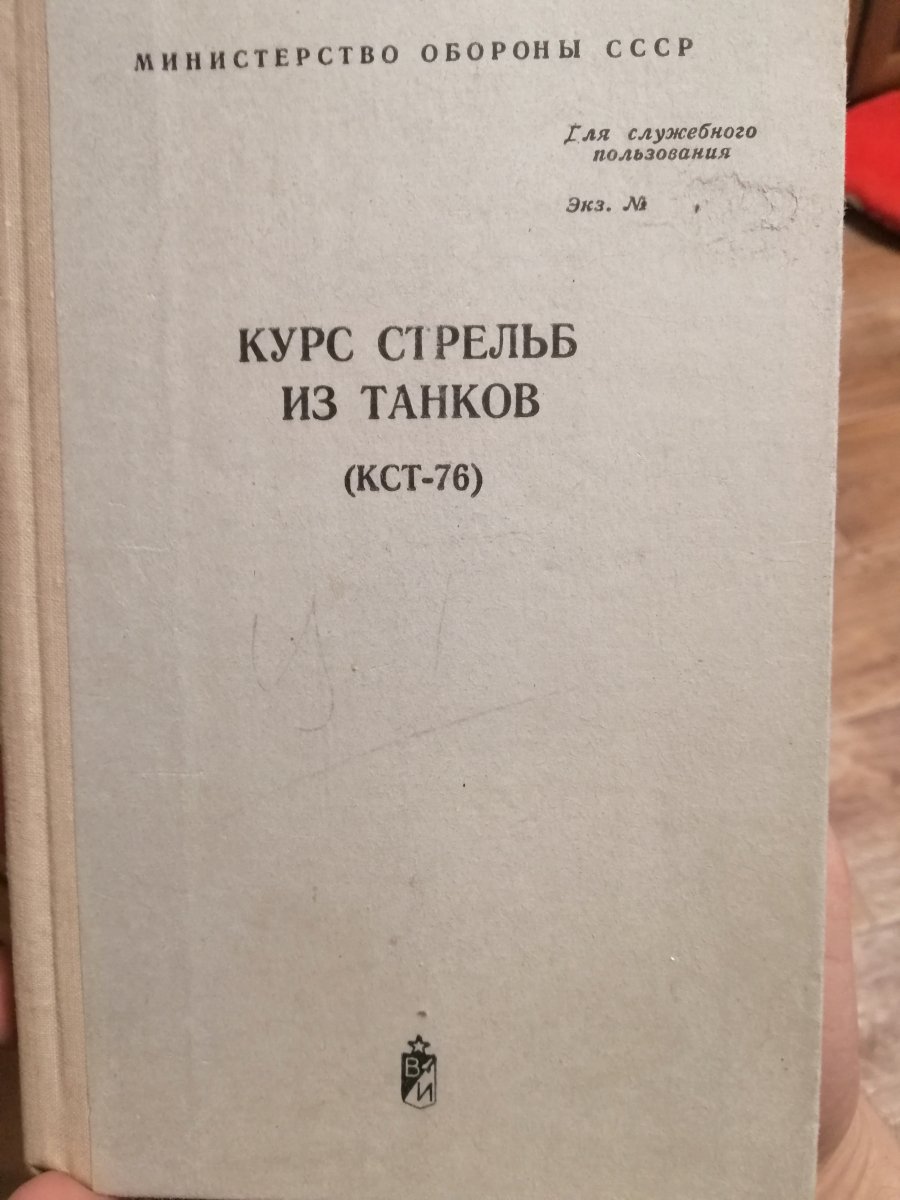 МИНИСТЕРСТВО ОБОРОНЫ СССР
Для служебного
пользования
Экз. №
КУРС СТРЕЛЬБ
ИЗ ТАНКОВ
(КСТ-76)
В
И